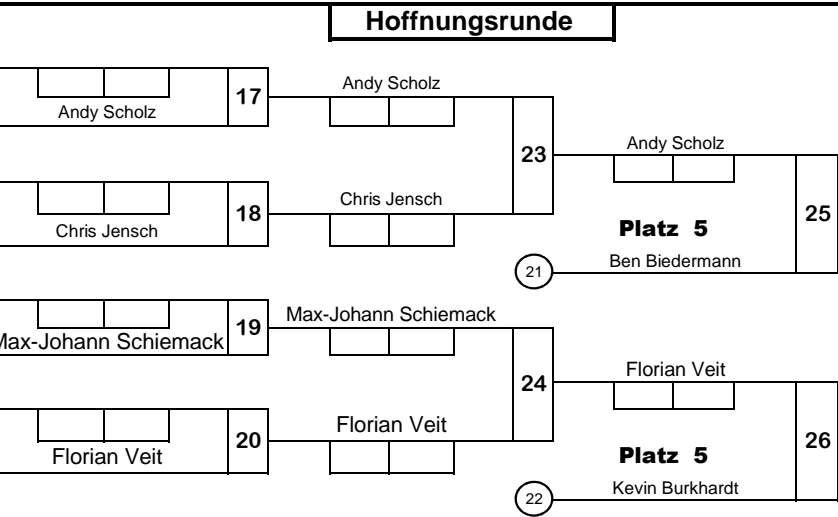 Hoffnungsrunde
Andy Scholz
17
Andy Scholz
23
Andy Scholz
Chris Jensch
18
Chris Jensch
Platz 5
25
21
Ben Biedermann
Max-Johann Schiemack
19
Max-Johann Schiemack
24
Florian Veit
Florian Veit
20
Florian Veit
Platz 5
26
22
Kevin Burkhardt